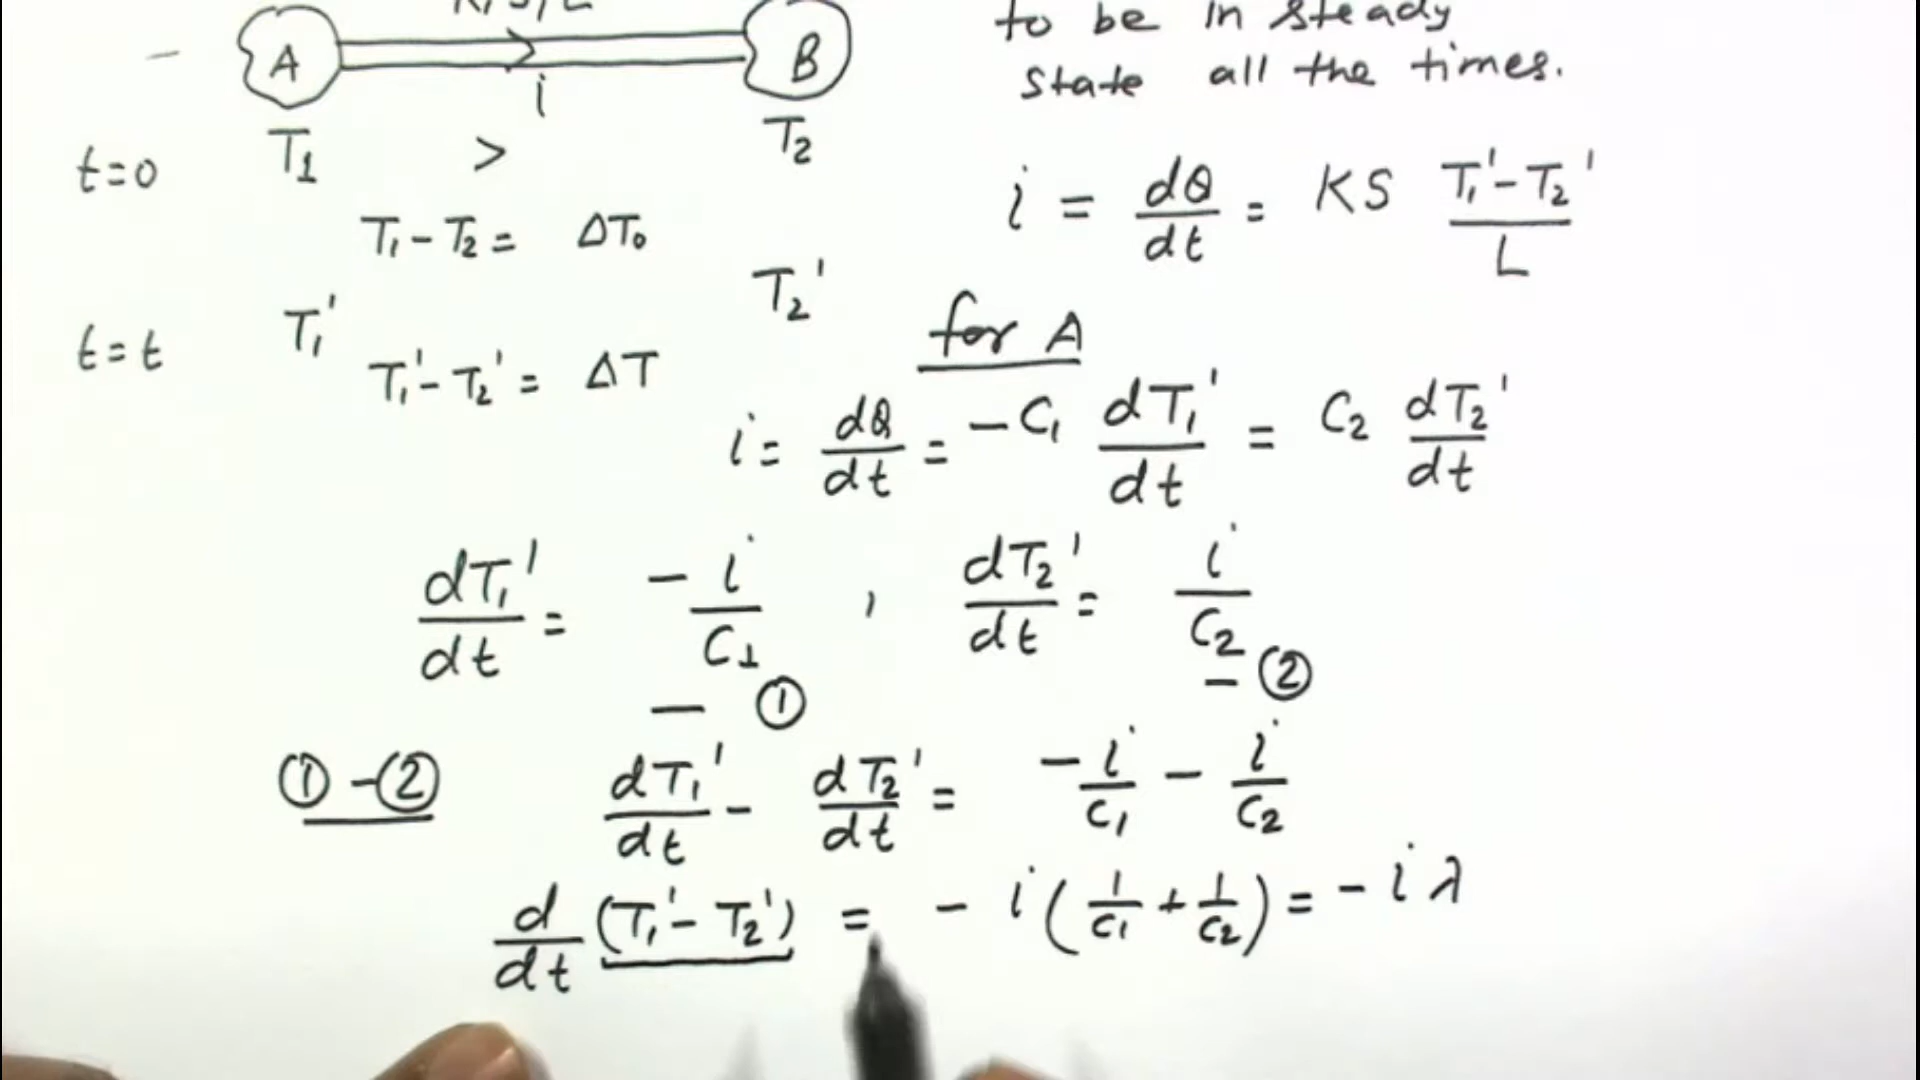 K, S, L
to be in steady
A B
i
state all the times.
t=0 T1 > T2
T1 - T2 = ΔT0
i = dQ/dt = KS (T1' - T2')/L
t=t T1' T2'
T1' - T2' = ΔT
for A
i = dQ/dt = -C1 dT1'/dt = C2 dT2'/dt
dT1'/dt = -i/C1 , dT2'/dt = i/C2
— ① — ②
① - ② dT1'/dt - dT2'/dt = -i/C1 - i/C2
d/dt (T1' - T2') = - i (1/C1 + 1/C2) = - i λ